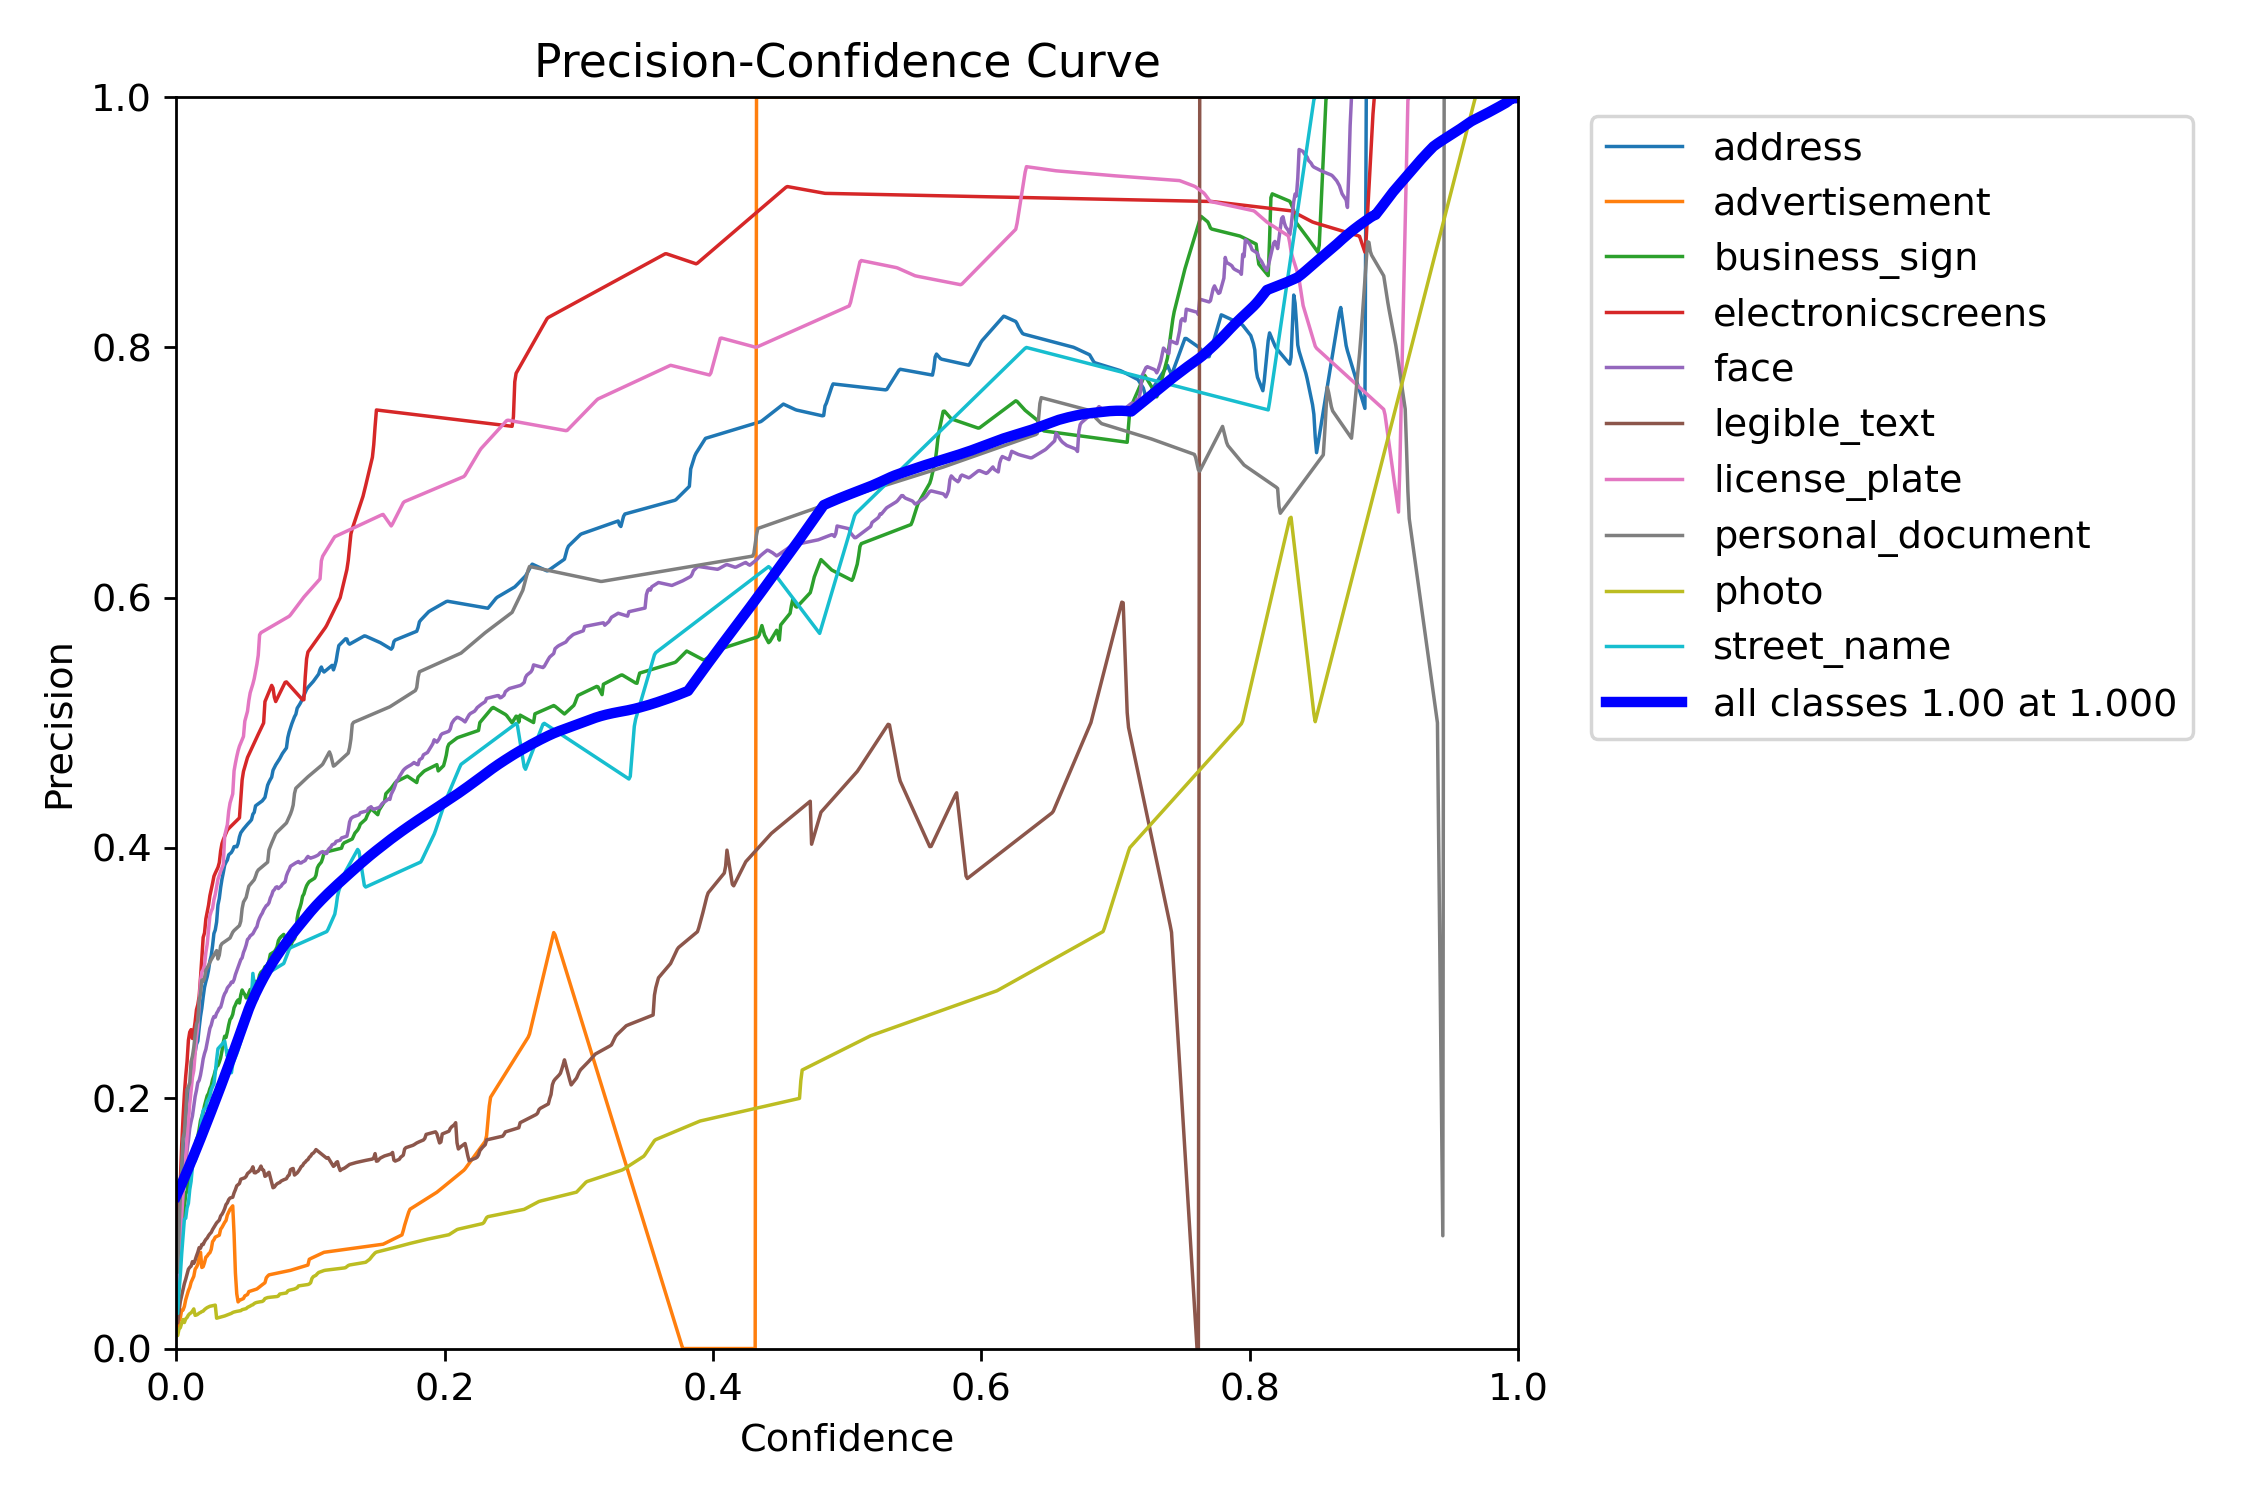 Precision-Confidence Curve
1.0
0.8
0.6
0.4
0.2
0.0
Precision
0.0 0.2 0.4 0.6 0.8 1.0
Confidence
address
advertisement
business_sign
electronicscreens
face
legible_text
license_plate
personal_document
photo
street_name
all classes 1.00 at 1.000